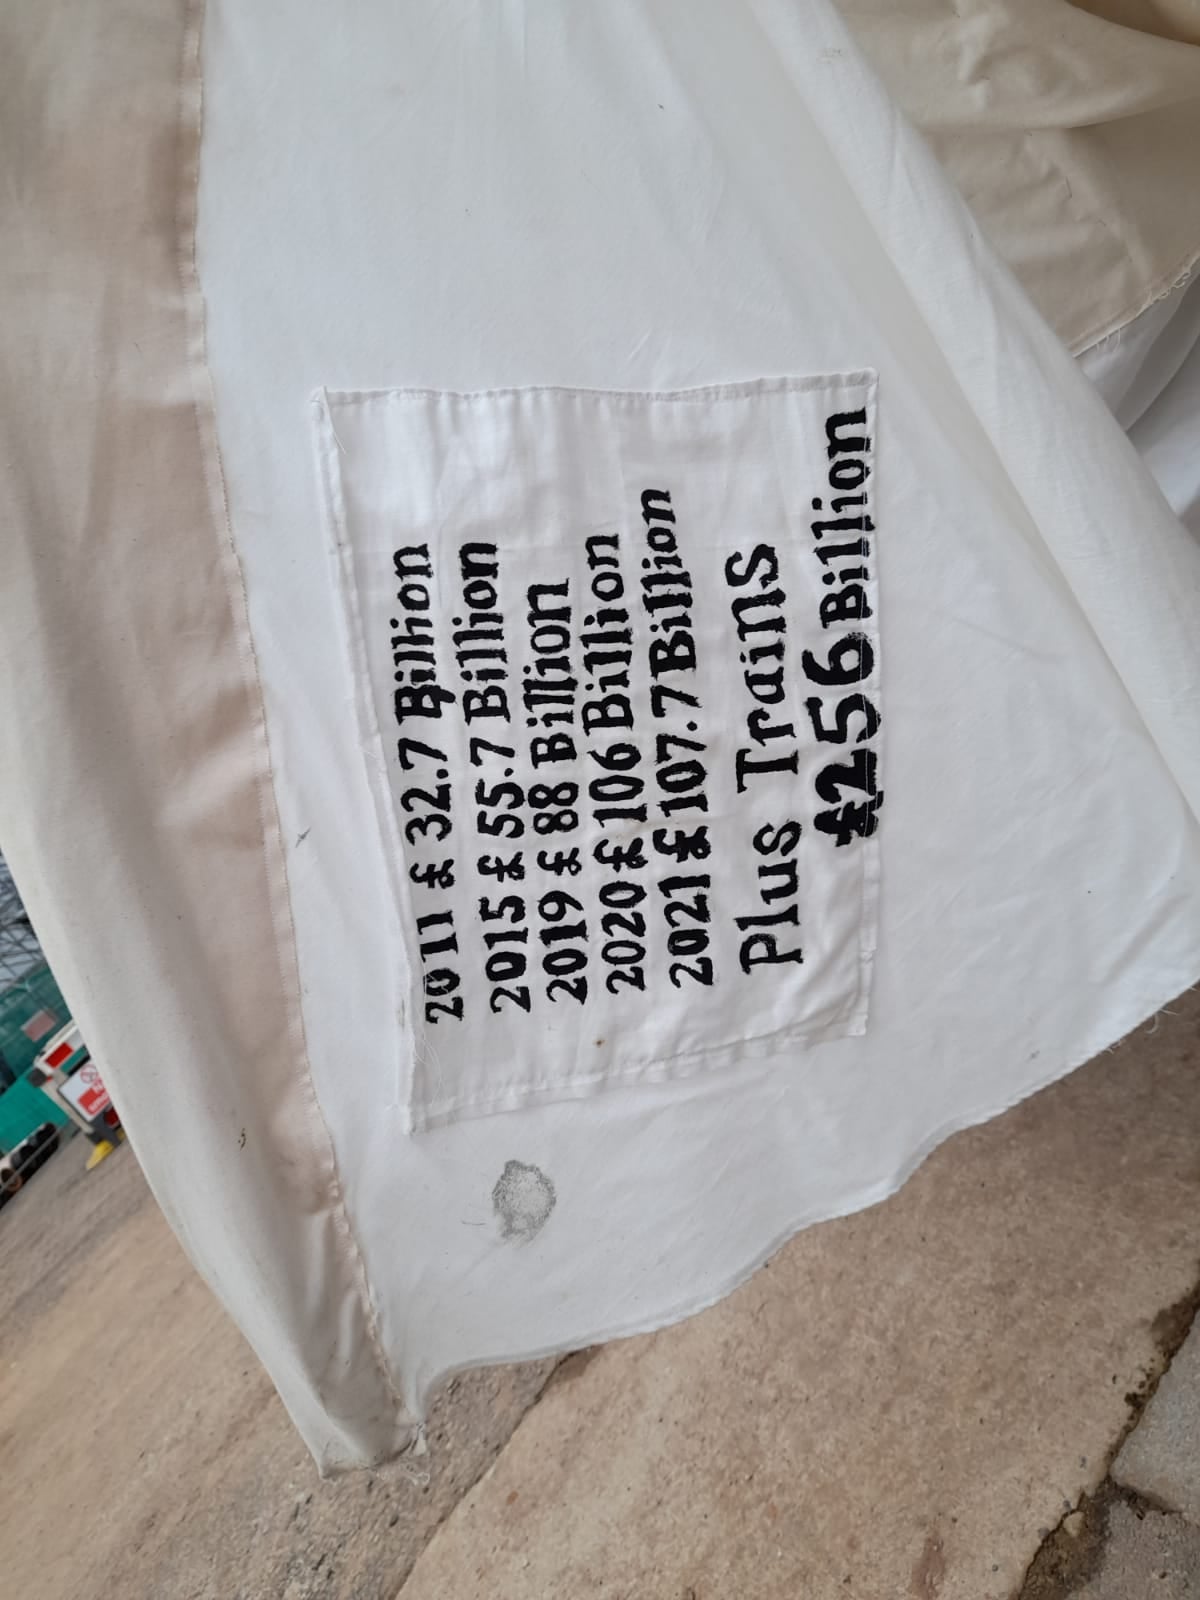 2011 £ 32.7 Billion
2015 £ 55.7 Billion
2019 £ 88 Billion
2020 £ 106 Billion
2021 £ 107.7 Billion
Plus Trains
£256 Billion